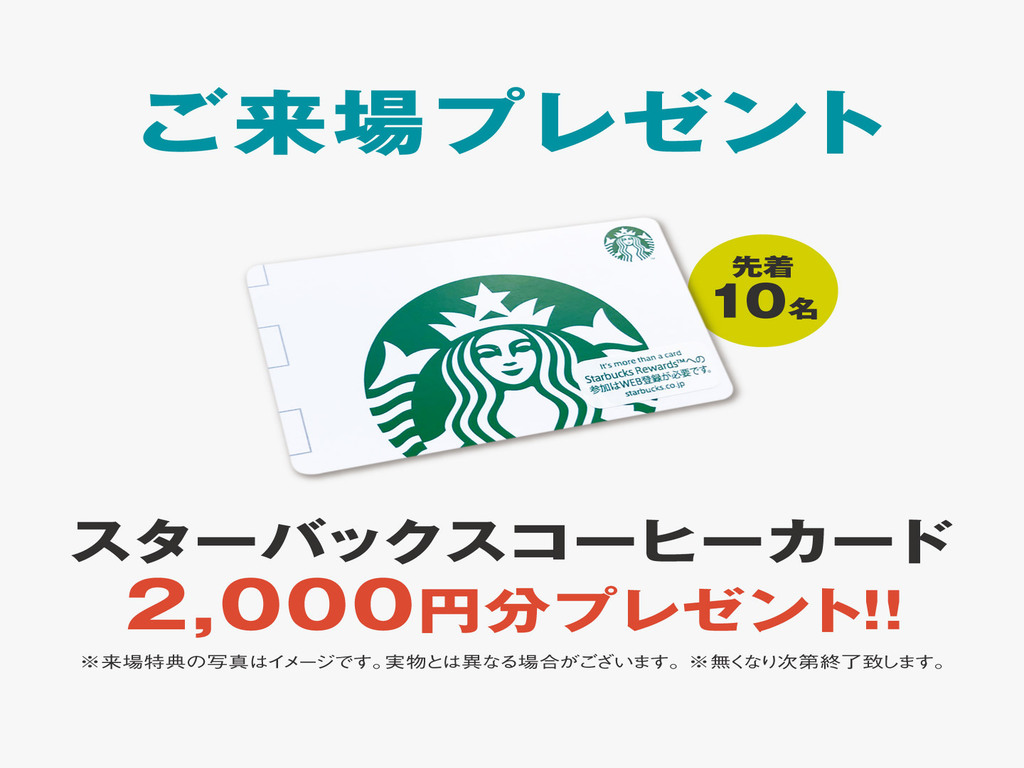 ご来場プレゼント
先着
10名
It's more than a card
Starbucks Rewards™への
参加はWEB登録が必要です。
starbucks.co.jp
スターバックスコーヒーカード
2,000円分プレゼント!!
※来場特典の写真はイメージです。実物とは異なる場合がございます。 ※無くなり次第終了致します。